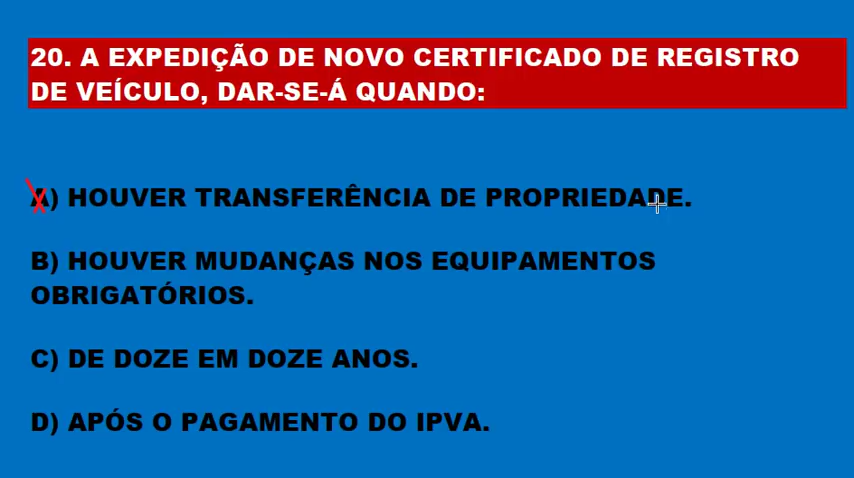 20. A EXPEDIÇÃO DE NOVO CERTIFICADO DE REGISTRO
DE VEÍCULO, DAR-SE-Á QUANDO:
A) HOUVER TRANSFERÊNCIA DE PROPRIEDADE.
B) HOUVER MUDANÇAS NOS EQUIPAMENTOS
OBRIGATÓRIOS.
C) DE DOZE EM DOZE ANOS.
D) APÓS O PAGAMENTO DO IPVA.